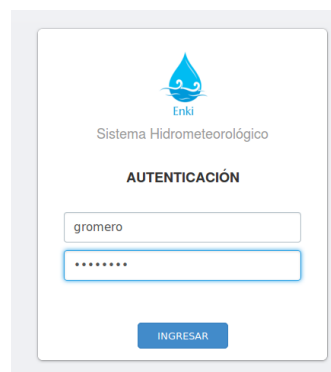 Enki
Sistema Hidrometeorológico
AUTENTICACIÓN
gromero
••••••••
INGRESAR